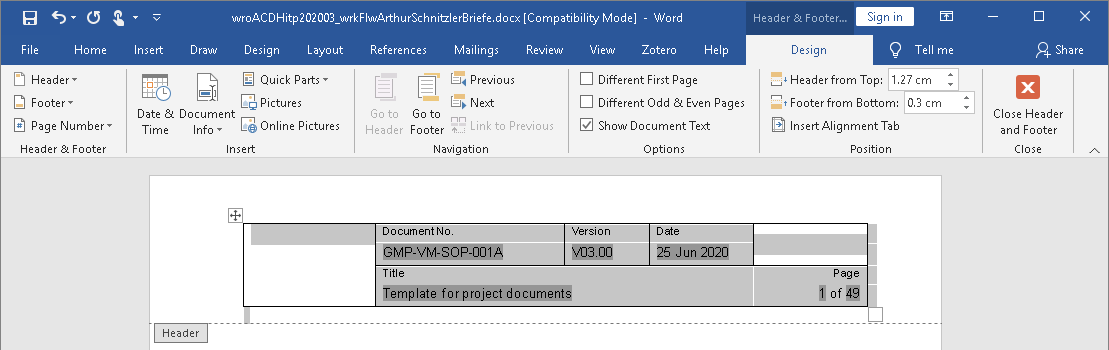 wroACDHitp202003_wrkFlwArthurSchnitzlerBriefe.docx [Compatibility Mode] - Word
Header & Footer...
Sign in
File Home Insert Draw Design Layout References Mailings Review View Zotero Help Design Tell me Share
Header
Footer
Page Number
Header & Footer
Date & Time
Document Info
Quick Parts
Pictures
Online Pictures
Insert
Go to Header
Go to Footer
Previous
Next
Link to Previous
Navigation
Different First Page
Different Odd & Even Pages
Show Document Text
Options
Header from Top: 1.27 cm
Footer from Bottom: 0.3 cm
Insert Alignment Tab
Position
Close Header and Footer
Close
Document No. Version Date
GMP-VM-SOP-001A V03.00 25 Jun 2020
Title Page
Template for project documents 1 of 49
Header